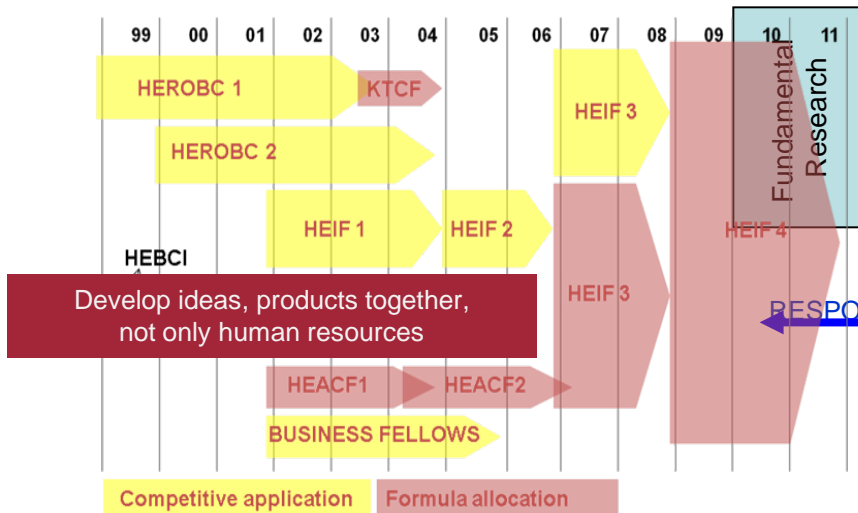 99 00 01 02 03 04 05 06 07 08 09 10 11
HEROBC 1
KTCF
HEIF 3
Fundamental
Research
HEROBC 2
HEIF 1
HEIF 2
HEIF 4
HEBCI
Develop ideas, products together,
not only human resources
HEIF 3
RESPO
HEACF1
HEACF2
BUSINESS FELLOWS
Competitive application
Formula allocation